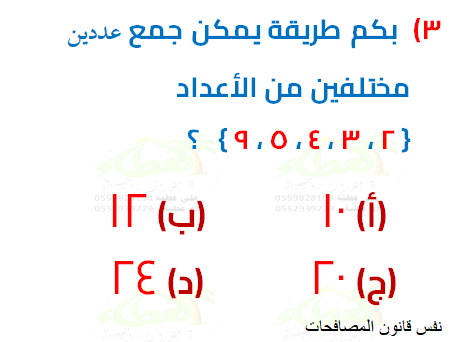 ٣) بكم طريقة يمكن جمع عددين
مختلفين من الأعداد
{ ٢ ، ٣ ، ٤ ، ٥ ، ٩ } ؟
(أ) ١٠ (ب) ١٢
(ج) ٢٠ (د) ٢٤
نفس قانون المصافحات